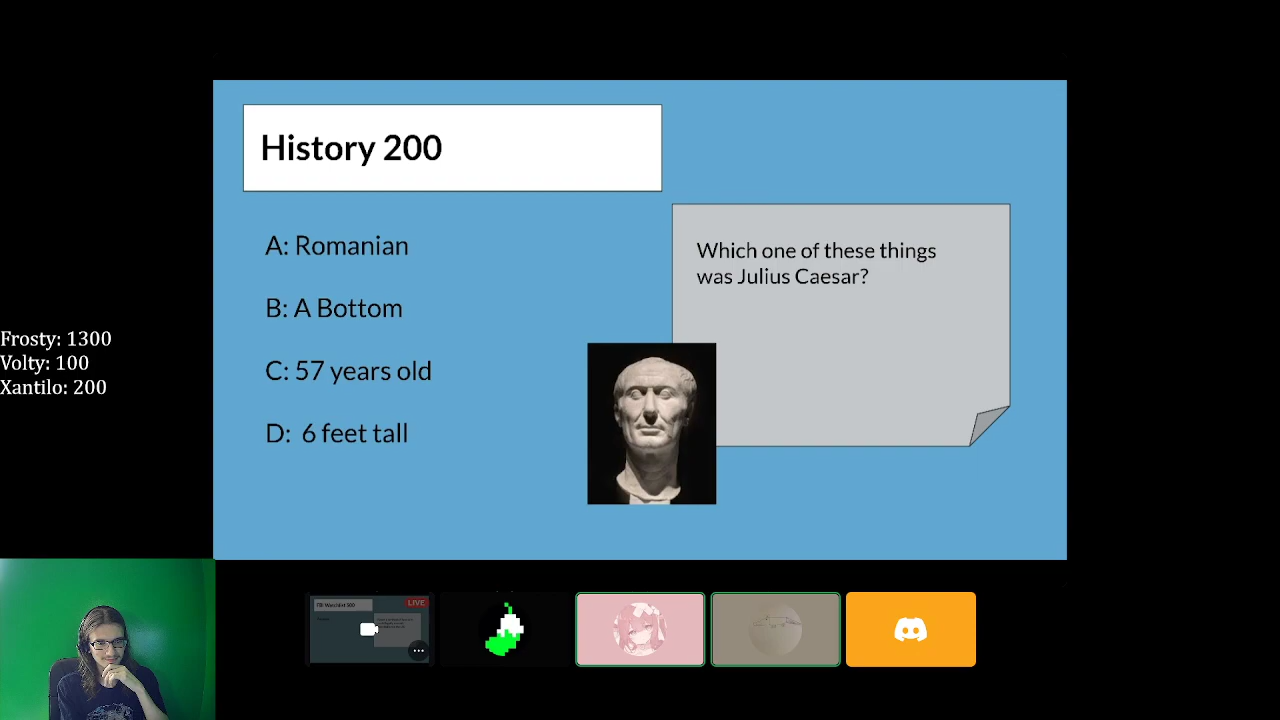 History 200
A: Romanian
B: A Bottom
C: 57 years old
D: 6 feet tall
Which one of these things
was Julius Caesar?
Frosty: 1300
Volty: 100
Xantilo: 200
LIVE